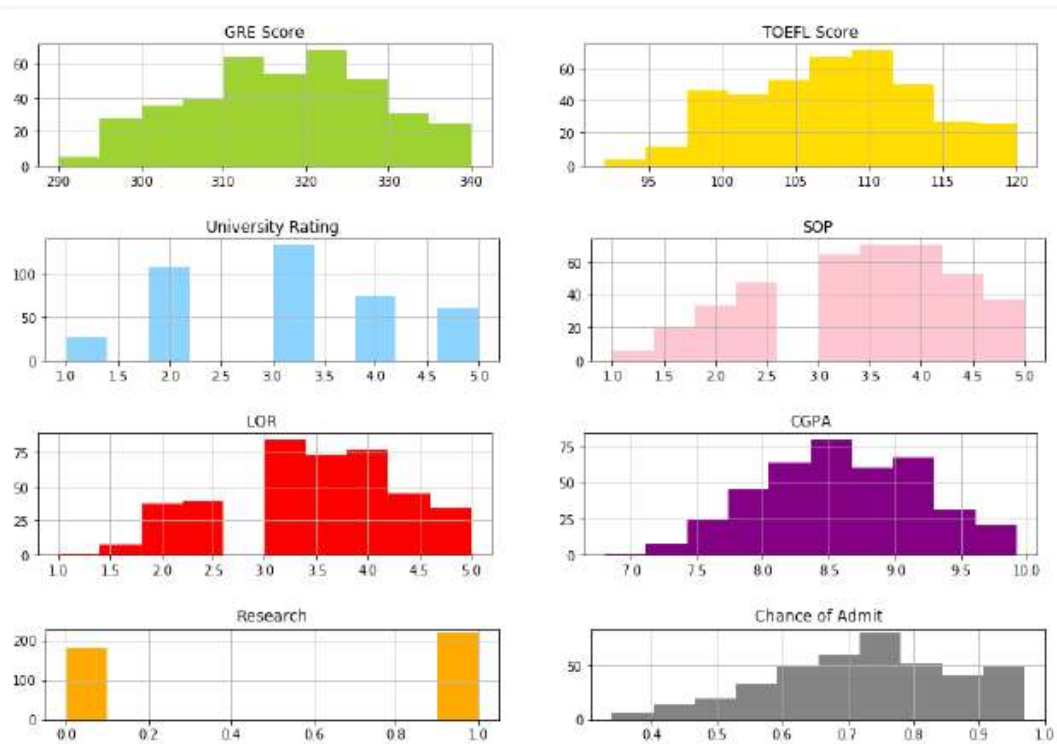 GRE Score
60
40
20
0
290 300 310 320 330 340
TOEFL Score
60
40
20
0
95 100 105 110 115 120
University Rating
100
50
0
1.0 1.5 2.0 2.5 3.0 3.5 4.0 4.5 5.0
SOP
60
40
20
0
1.0 1.5 2.0 2.5 3.0 3.5 4.0 4.5 5.0
LOR
75
50
25
0
1.0 1.5 2.0 2.5 3.0 3.5 4.0 4.5 5.0
CGPA
75
50
25
0
7.0 7.5 8.0 8.5 9.0 9.5 10.0
Research
200
100
0
0.0 0.2 0.4 0.6 0.8 1.0
Chance of Admit
50
0
0.4 0.5 0.6 0.7 0.8 0.9 1.0